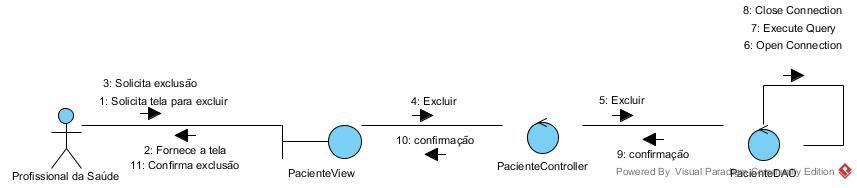 8: Close Connection
7: Execute Query
6: Open Connection
3: Solicita exclusão
1: Solicita tela para excluir
4: Excluir
5: Excluir
2: Fornece a tela
11: Confirma exclusão
10: confirmação
9: confirmação
Profissional da Saúde
PacienteView
PacienteController
PacienteDAO
Powered By Visual Paradigm Community Edition